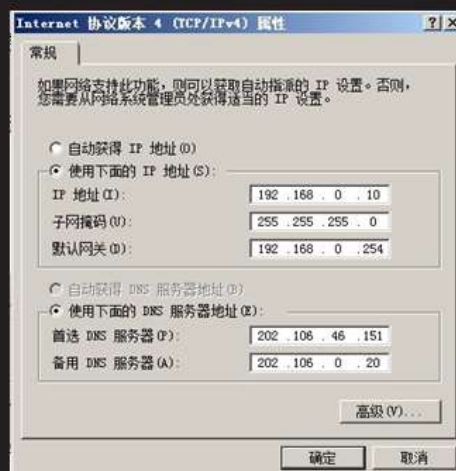 Internet 协议版本 4 (TCP/IPv4) 属性
? X
常规
如果网络支持此功能，则可以获取自动指派的 IP 设置。否则，
您需要从网络系统管理员处获得适当的 IP 设置。
自动获得 IP 地址(O)
使用下面的 IP 地址(S):
IP 地址(I): 192 .168 . 0 . 10
子网掩码(U): 255 .255 .255 . 0
默认网关(D): 192 .168 . 0 .254
自动获得 DNS 服务器地址(B)
使用下面的 DNS 服务器地址(E):
首选 DNS 服务器(P): 202 .106 . 46 .151
备用 DNS 服务器(A): 202 .106 . 0 . 20
高级(V)...
确定 取消